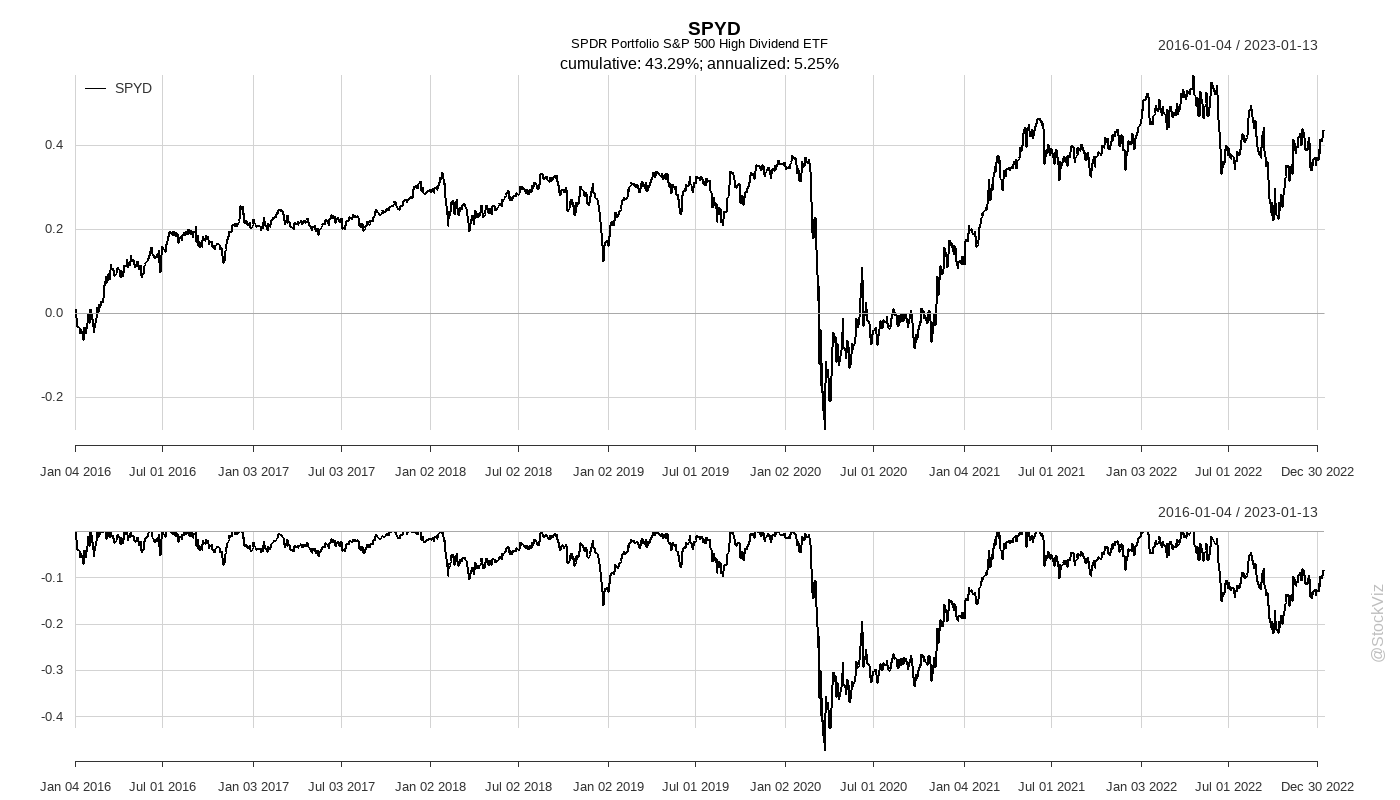 SPYD
SPDR Portfolio S&P 500 High Dividend ETF
2016-01-04 / 2023-01-13
cumulative: 43.29%; annualized: 5.25%
SPYD
0.4
0.2
0.0
-0.2
Jan 04 2016 Jul 01 2016 Jan 03 2017 Jul 03 2017 Jan 02 2018 Jul 02 2018 Jan 02 2019 Jul 01 2019 Jan 02 2020 Jul 01 2020 Jan 04 2021 Jul 01 2021 Jan 03 2022 Jul 01 2022 Dec 30 2022
2016-01-04 / 2023-01-13
-0.1
-0.2
-0.3
-0.4
Jan 04 2016 Jul 01 2016 Jan 03 2017 Jul 03 2017 Jan 02 2018 Jul 02 2018 Jan 02 2019 Jul 01 2019 Jan 02 2020 Jul 01 2020 Jan 04 2021 Jul 01 2021 Jan 03 2022 Jul 01 2022 Dec 30 2022
@StockViz